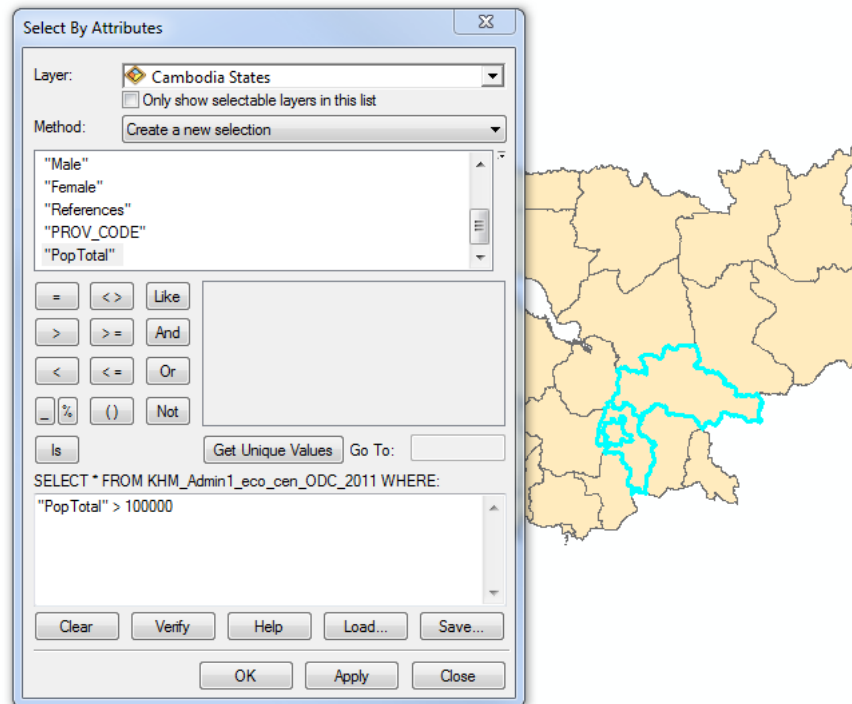 Select By Attributes
Layer: Cambodia States
Only show selectable layers in this list
Method: Create a new selection
"Male"
"Female"
"References"
"PROV_CODE"
"PopTotal"
= < > Like
> > = And
< < = Or
_ % ( ) Not
Is Get Unique Values Go To:
SELECT * FROM KHM_Admin1_eco_cen_ODC_2011 WHERE:
"PopTotal" > 100000
Clear Verify Help Load... Save...
OK Apply Close